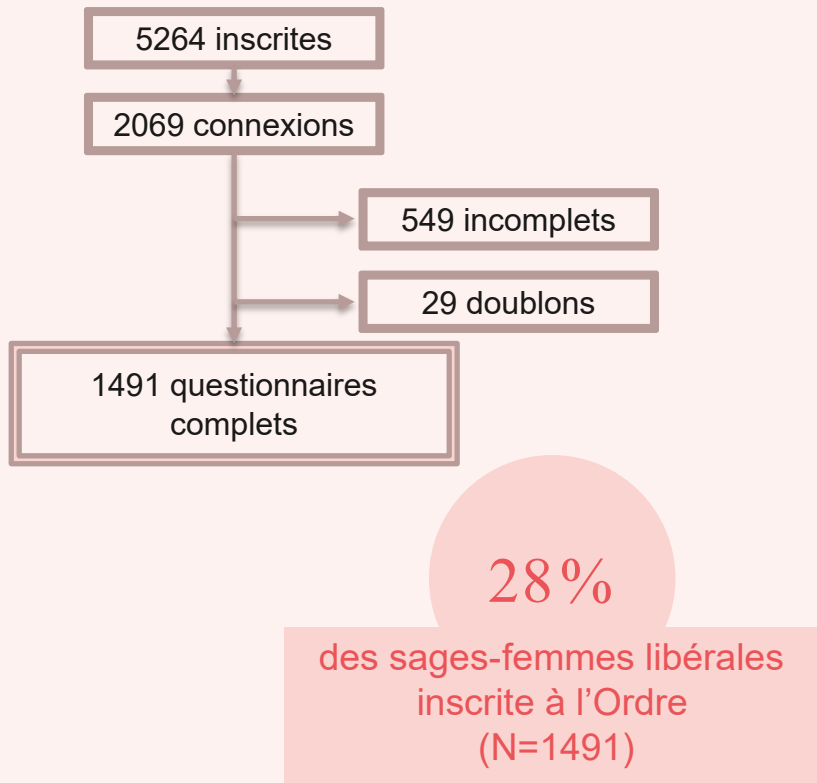 5264 inscrites
2069 connexions
549 incomplets
29 doublons
1491 questionnaires
complets
28%
des sages-femmes libérales
inscrite à l’Ordre
(N=1491)